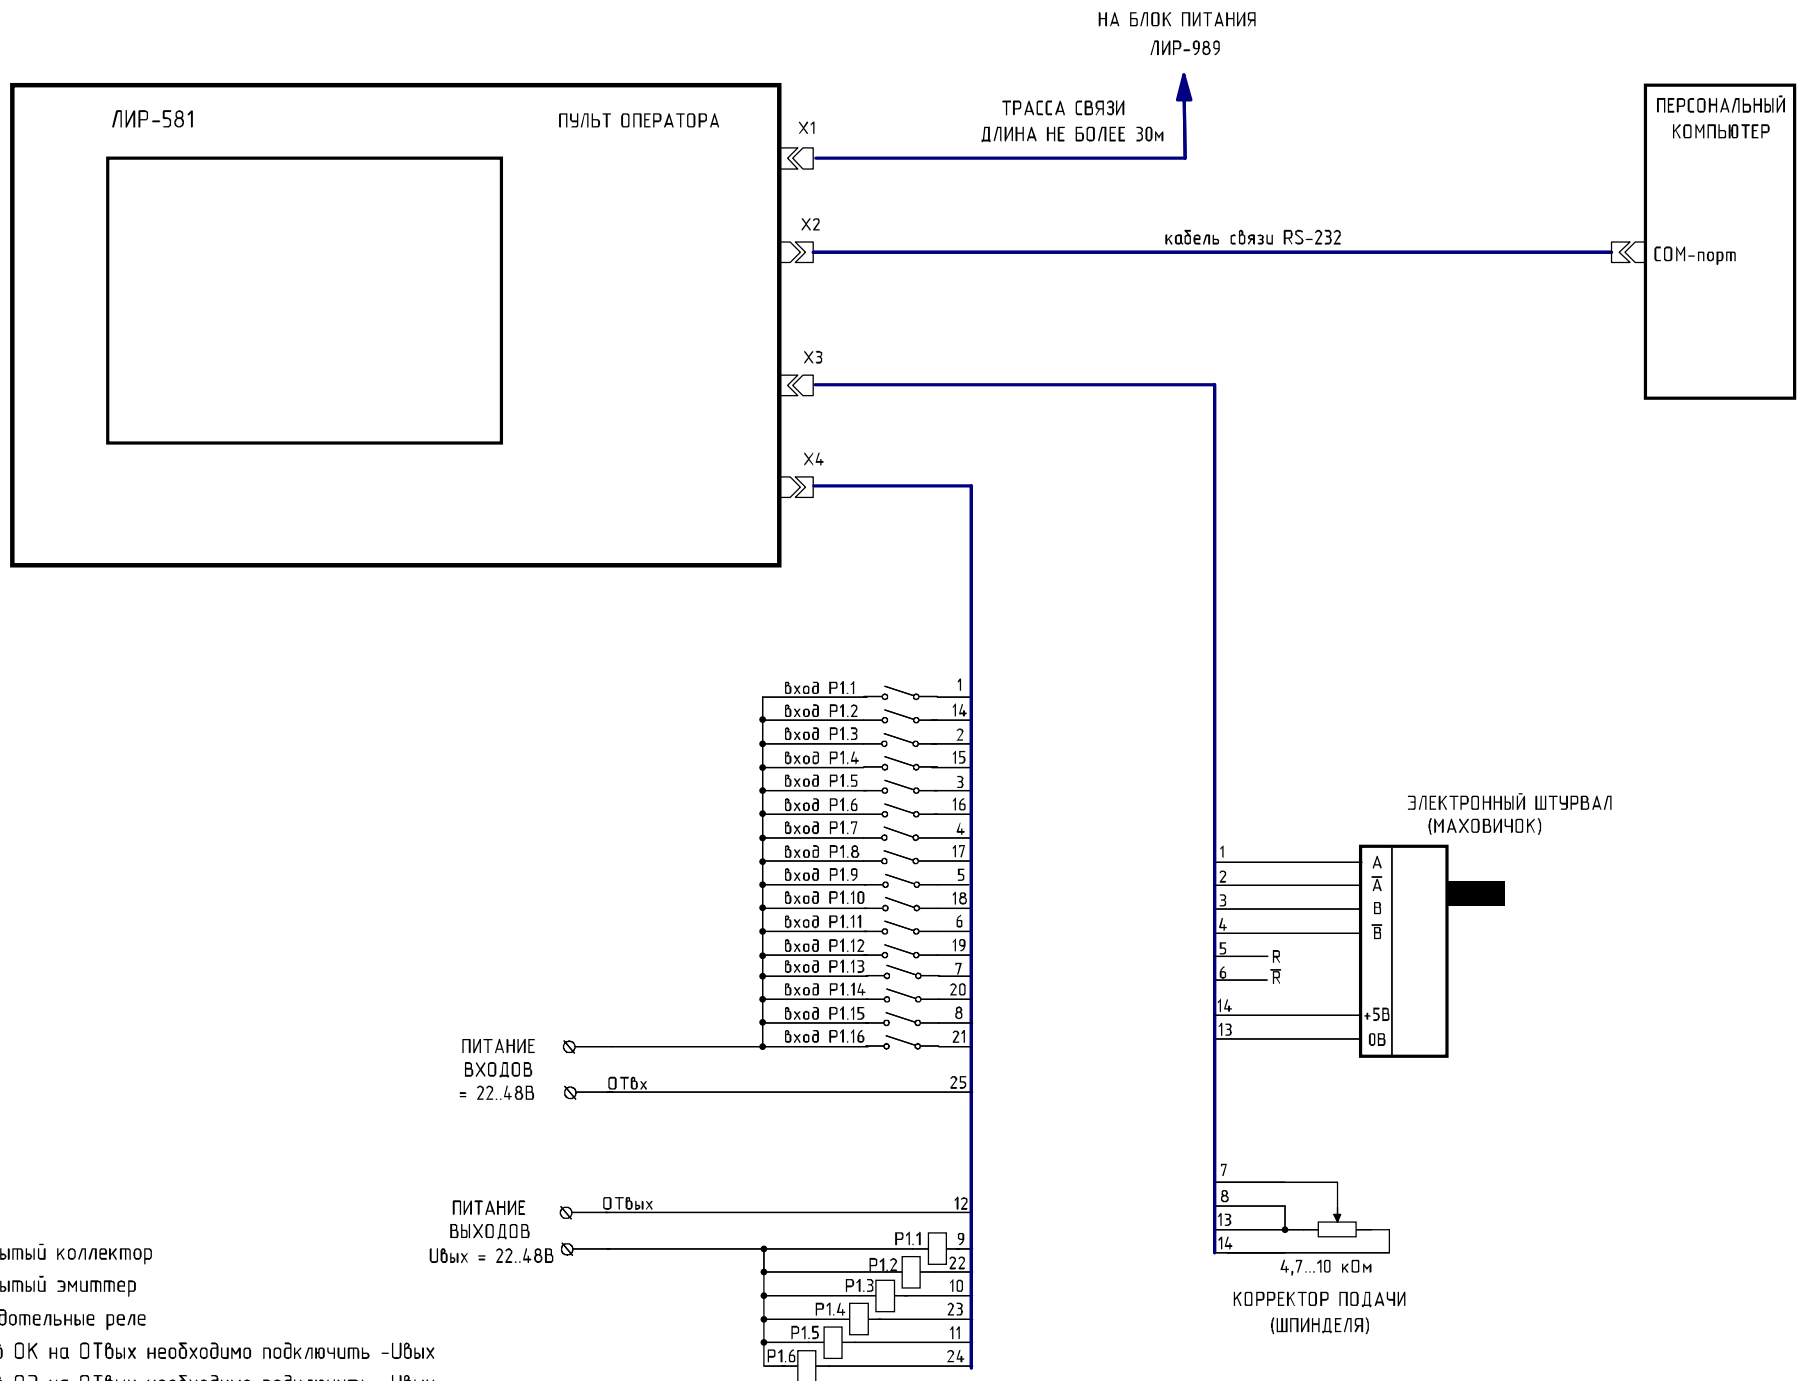 НА БЛОК ПИТАНИЯ
ЛИР-989
ТРАССА СВЯЗИ
ДЛИНА НЕ БОЛЕЕ 30м
ЛИР-581
ПУЛЬТ ОПЕРАТОРА
X1
X2
X3
X4
кабель связи RS-232
ПЕРСОНАЛЬНЫЙ
КОМПЬЮТЕР
COM-порт
вход P1.1 1
вход P1.2 14
вход P1.3 2
вход P1.4 15
вход P1.5 3
вход P1.6 16
вход P1.7 4
вход P1.8 17
вход P1.9 5
вход P1.10 18
вход P1.11 6
вход P1.12 19
вход P1.13 7
вход P1.14 20
вход P1.15 8
вход P1.16 21
ПИТАНИЕ
ВХОДОВ
= 22..48В
ОТвх 25
ПИТАНИЕ
ВЫХОДОВ
Uвых = 22..48В
ОТвых 12
P1.1 9
P1.2 22
P1.3 10
P1.4 23
P1.5 11
P1.6 24
ЭЛЕКТРОННЫЙ ШТУРВАЛ
(МАХОВИЧОК)
1 A
2 A̅
3 B
4 B̅
5 R
6 R̅
14 +5В
13 0В
7
8
13
14
4,7...10 кОм
КОРРЕКТОР ПОДАЧИ
(ШПИНДЕЛЯ)
ытый коллектор
ытый эмиттер
дотельные реле
ОК на ОТвых необходимо подключить -Uвых